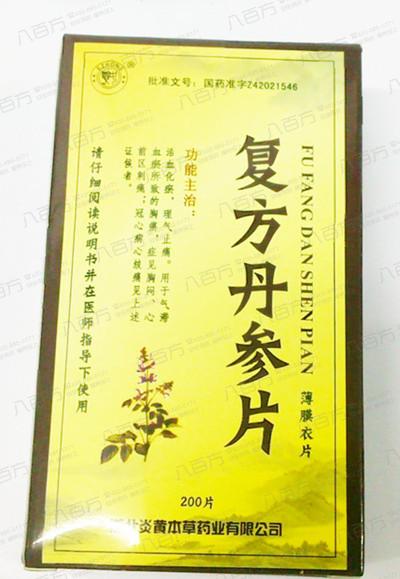 批准文号：国药准字Z42021546
复方丹参片
FU FANG DAN SHEN PIAN
薄膜衣片
功能主治：
活血化瘀，理气止痛。用于气滞
血瘀所致的胸痹，症见胸闷、心
前区刺痛；冠心病心绞痛见上述
证候者。
请仔细阅读说明书并在医师指导下使用
200片
湖北炎黄本草药业有限公司